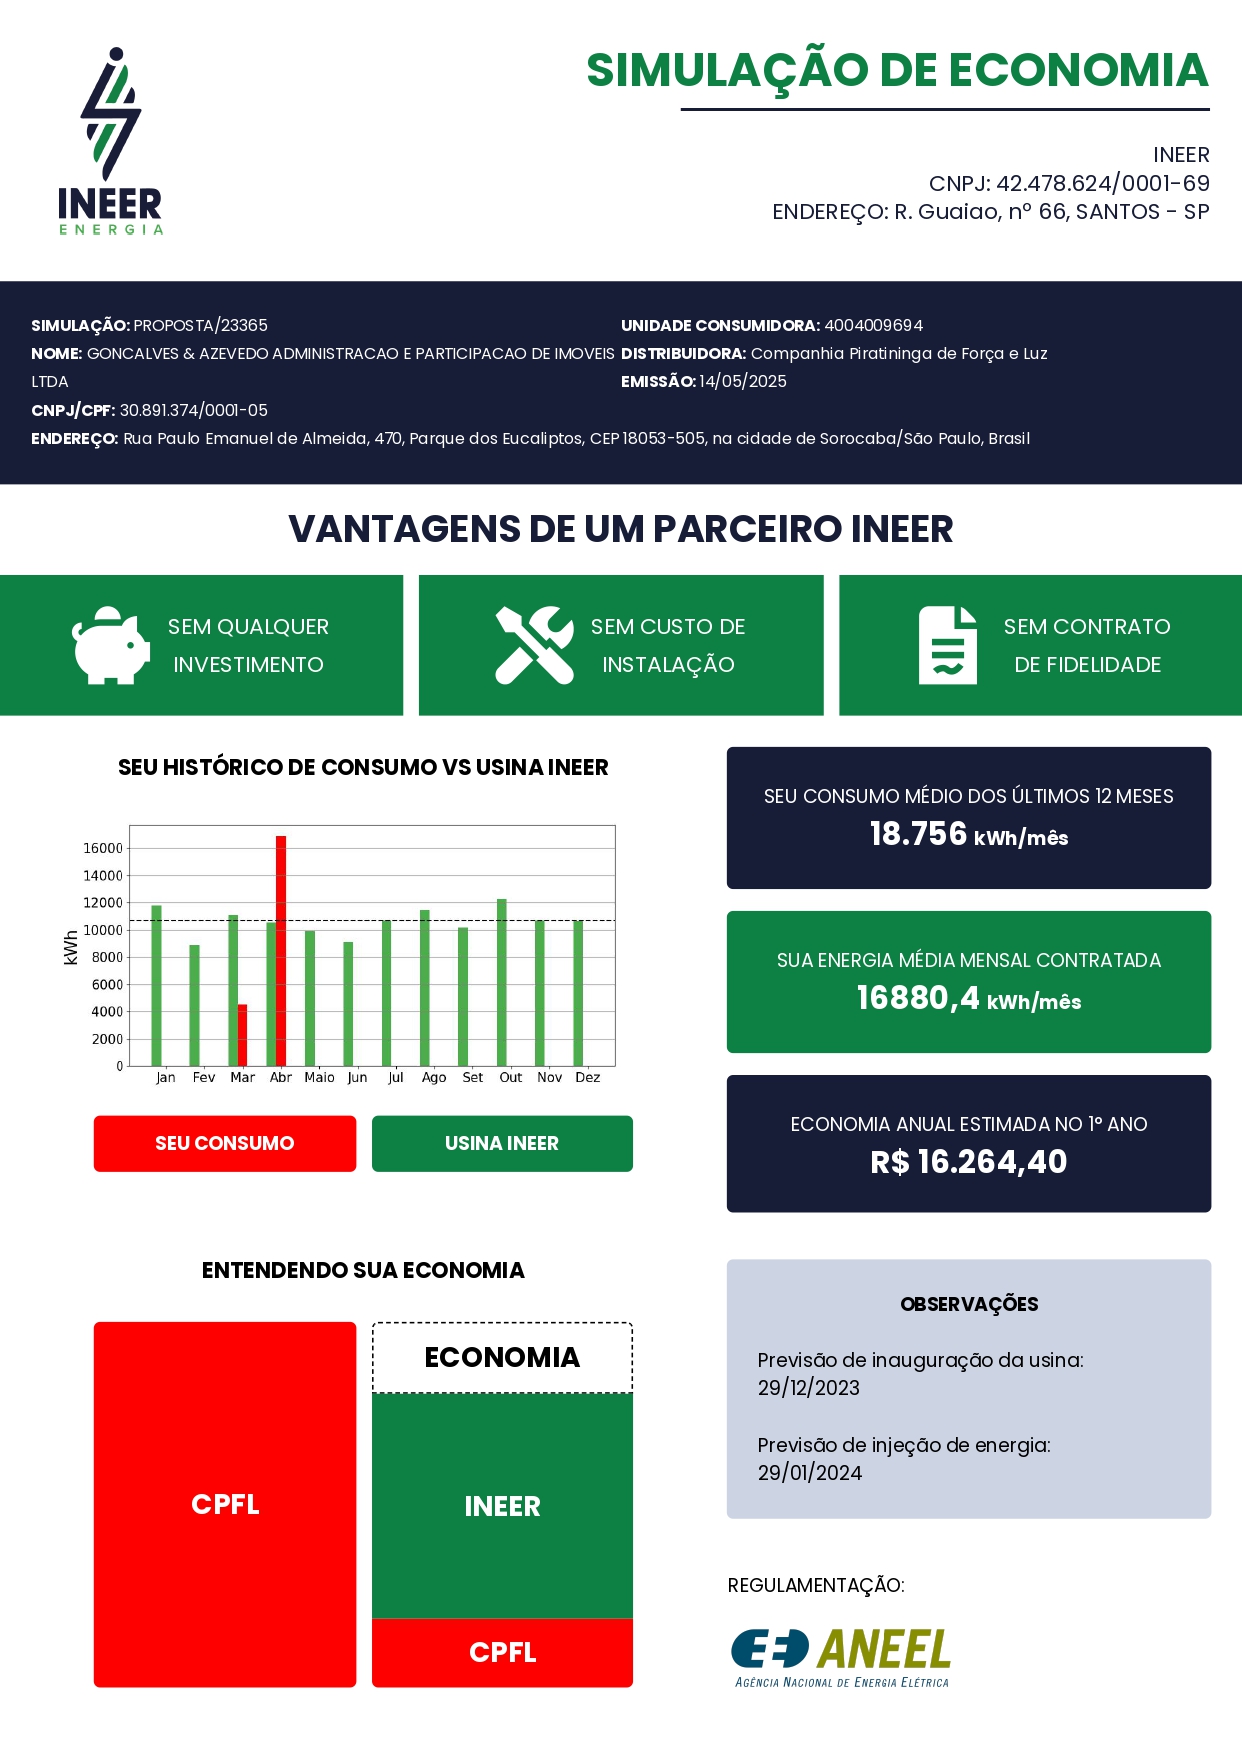 INEER
ENERGIA
SIMULAÇÃO DE ECONOMIA
INEER
CNPJ: 42.478.624/0001-69
ENDEREÇO: R. Guaiao, nº 66, SANTOS - SP
SIMULAÇÃO: PROPOSTA/23365
NOME: GONCALVES & AZEVEDO ADMINISTRACAO E PARTICIPACAO DE IMOVEIS
LTDA
CNPJ/CPF: 30.891.374/0001-05
UNIDADE CONSUMIDORA: 4004009694
DISTRIBUIDORA: Companhia Piratininga de Força e Luz
EMISSÃO: 14/05/2025
ENDEREÇO: Rua Paulo Emanuel de Almeida, 470, Parque dos Eucaliptos, CEP 18053-505, na cidade de Sorocaba/São Paulo, Brasil
VANTAGENS DE UM PARCEIRO INEER
SEM QUALQUER
INVESTIMENTO
SEM CUSTO DE
INSTALAÇÃO
SEM CONTRATO
DE FIDELIDADE
SEU HISTÓRICO DE CONSUMO VS USINA INEER
kWh
16000
14000
12000
10000
8000
6000
4000
2000
0
Jan Fev Mar Abr Maio Jun Jul Ago Set Out Nov Dez
SEU CONSUMO
USINA INEER
SEU CONSUMO MÉDIO DOS ÚLTIMOS 12 MESES
18.756 kWh/mês
SUA ENERGIA MÉDIA MENSAL CONTRATADA
16880,4 kWh/mês
ECONOMIA ANUAL ESTIMADA NO 1° ANO
R$ 16.264,40
ENTENDENDO SUA ECONOMIA
CPFL
ECONOMIA
INEER
CPFL
OBSERVAÇÕES
Previsão de inauguração da usina:
29/12/2023
Previsão de injeção de energia:
29/01/2024
REGULAMENTAÇÃO:
ANEEL
AGÊNCIA NACIONAL DE ENERGIA ELÉTRICA